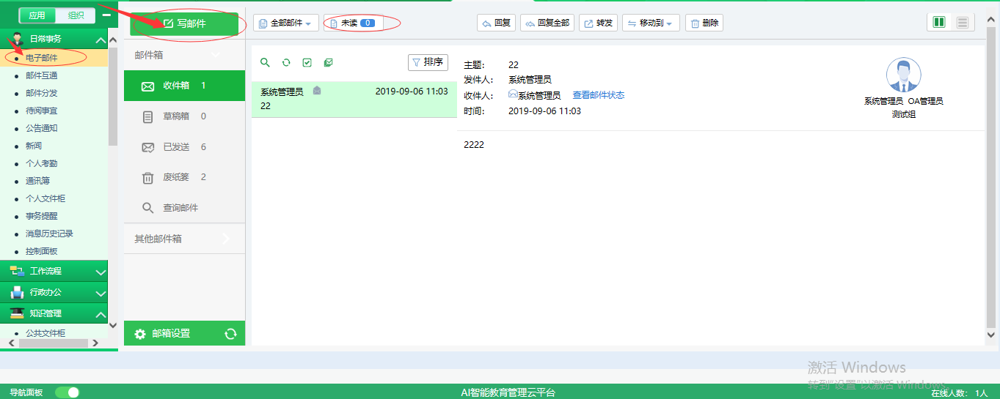 应用 组织
日常事务
电子邮件
邮件互通
邮件分发
待阅事宜
公告通知
新闻
个人考勤
通讯簿
个人文件柜
事务提醒
消息历史记录
控制面板
工作流程
行政办公
知识管理
公共文件柜
写邮件
邮件箱
收件箱 1
草稿箱 0
已发送 6
废纸篓 2
查询邮件
其他邮件箱
邮箱设置
全部邮件 未读 0 回复 回复全部 转发 移动到 删除
排序
系统管理员 2019-09-06 11:03
22
主题: 22
发件人: 系统管理员
收件人: 系统管理员 查看邮件状态
时间: 2019-09-06 11:03
系统管理员 OA管理员
测试组
2222
激活 Windows
转到"设置"以激活 Windows。
导航面板 AI智能教育管理云平台 在线人数: 1人